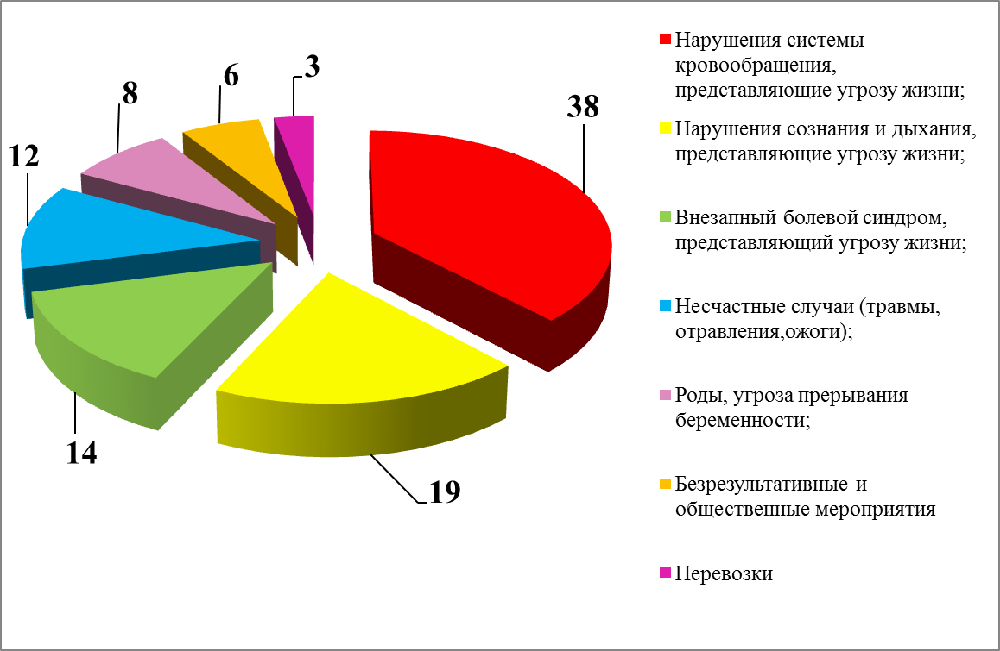 3
6
8
38
12
14
19
Нарушения системы
кровообращения,
представляющие угрозу жизни;
Нарушения сознания и дыхания,
представляющие угрозу жизни;
Внезапный болевой синдром,
представляющий угрозу жизни;
Несчастные случаи (травмы,
отравления,ожоги);
Роды, угроза прерывания
беременности;
Безрезультативные и
общественные мероприятия
Перевозки